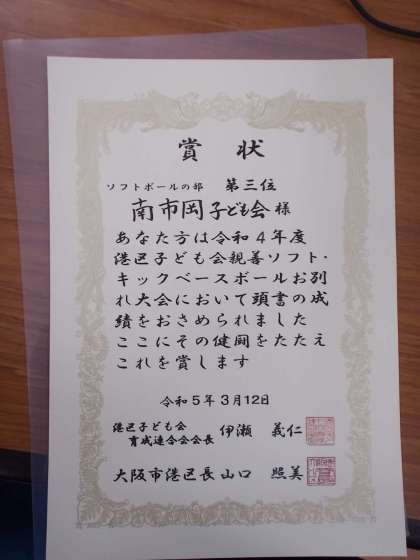 賞状
ソフトボールの部 第三位
南市岡子ども会様
あなた方は令和4年度
港区子ども会親善ソフト・
キックベースボールお別
れ大会において頭書の成
績をおさめられました
ここにその健闘をたたえ
これを賞します
令和5年3月12日
港区子ども会
育成連合会会長 伊瀬 義仁
大阪市港区長 山口 照美